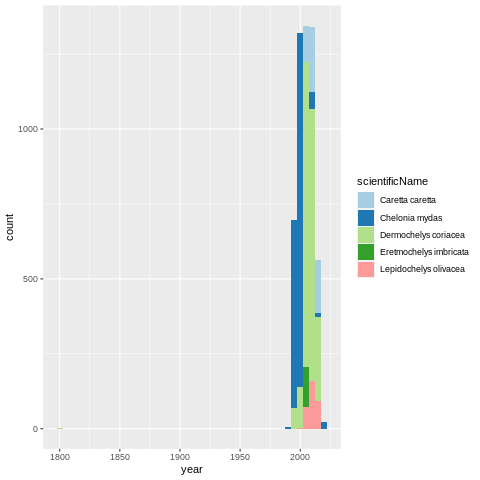 1000
500
0
count
1800
1850
1900
1950
2000
year
scientificName
Caretta caretta
Chelonia mydas
Dermochelys coriacea
Eretmochelys imbricata
Lepidochelys olivacea